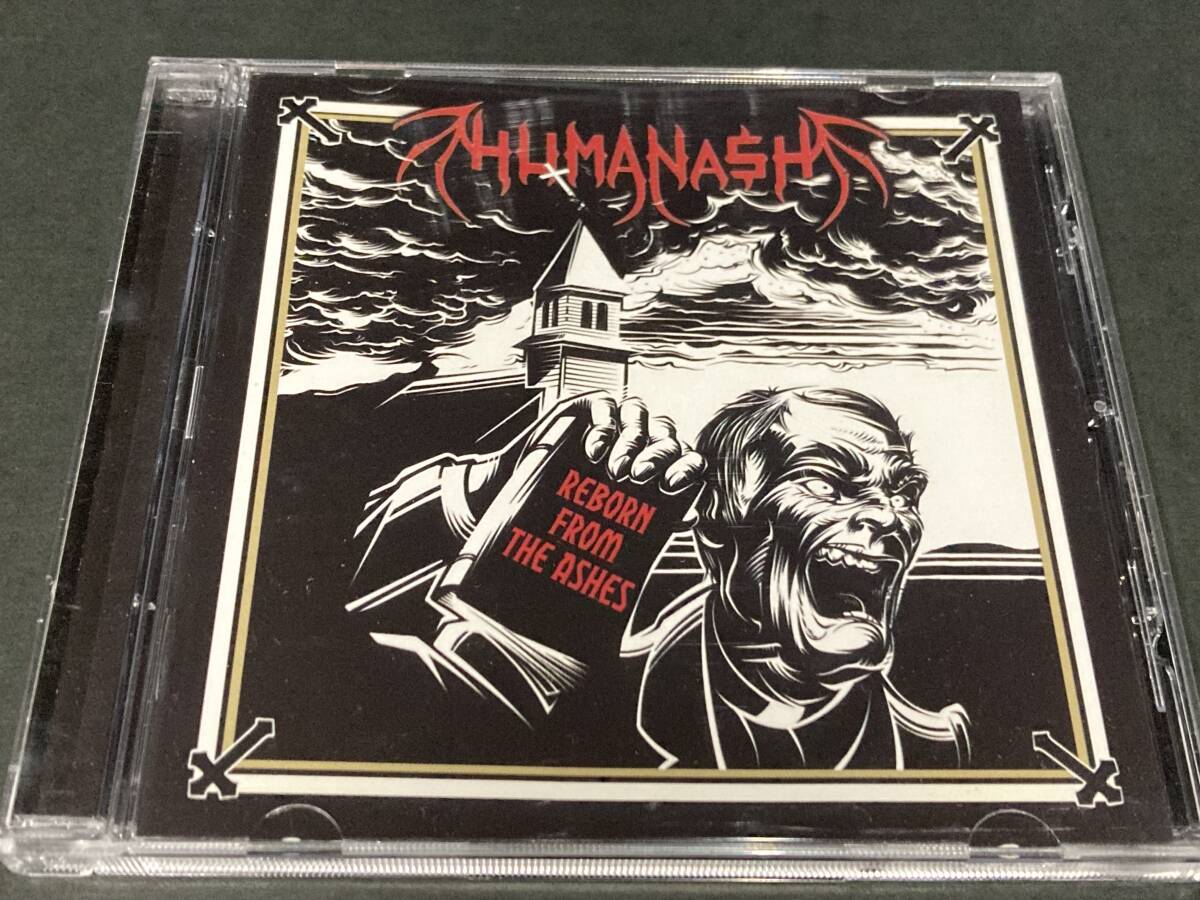 HUMANA$H
REBORN
FROM
THE ASHES